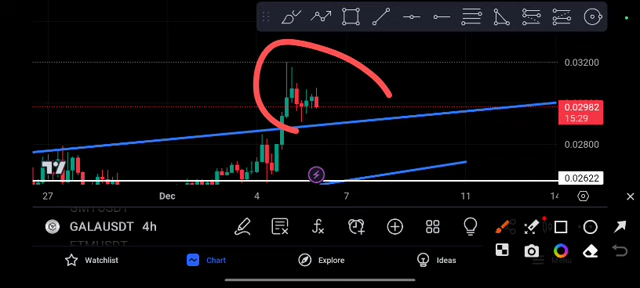 0.03200
0.02982
15:29
0.02800
0.02622
27 Dec 4 7 11 14
GALAUSDT 4h
FTMUSDT
Watchlist Chart Explore Ideas